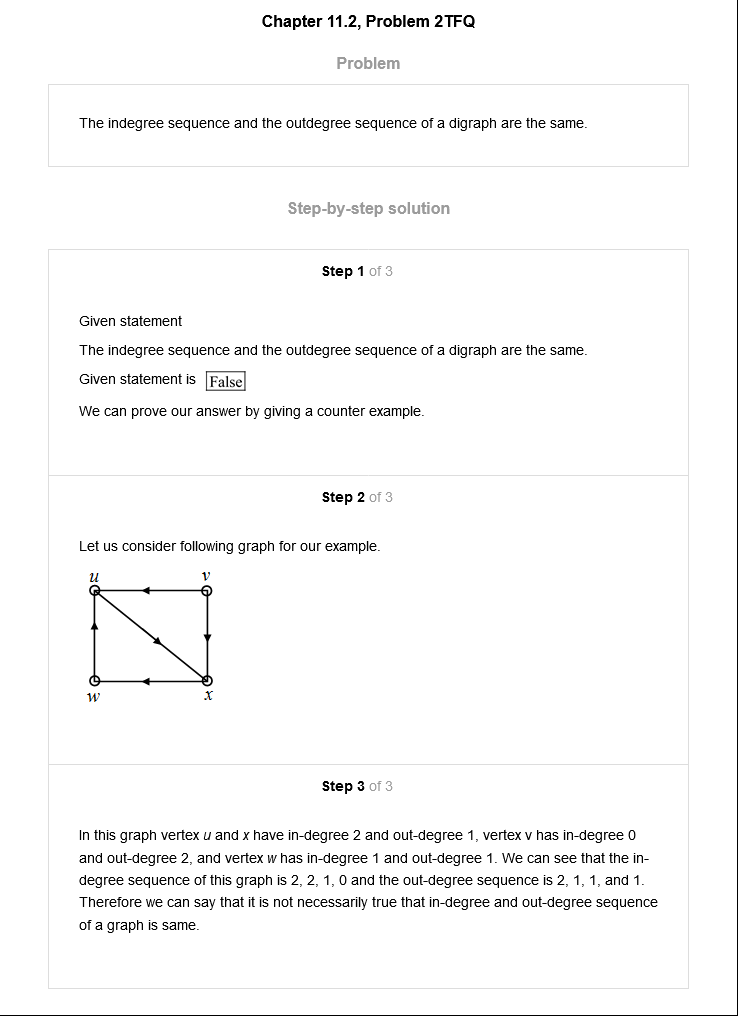 Chapter 11.2, Problem 2TFQ
Problem
The indegree sequence and the outdegree sequence of a digraph are the same.
Step-by-step solution
Step 1 of 3
Given statement
The indegree sequence and the outdegree sequence of a digraph are the same.
Given statement is False
We can prove our answer by giving a counter example.
Step 2 of 3
Let us consider following graph for our example.
u v
w x
Step 3 of 3
In this graph vertex u and x have in-degree 2 and out-degree 1, vertex v has in-degree 0
and out-degree 2, and vertex w has in-degree 1 and out-degree 1. We can see that the in-
degree sequence of this graph is 2, 2, 1, 0 and the out-degree sequence is 2, 1, 1, and 1.
Therefore we can say that it is not necessarily true that in-degree and out-degree sequence
of a graph is same.